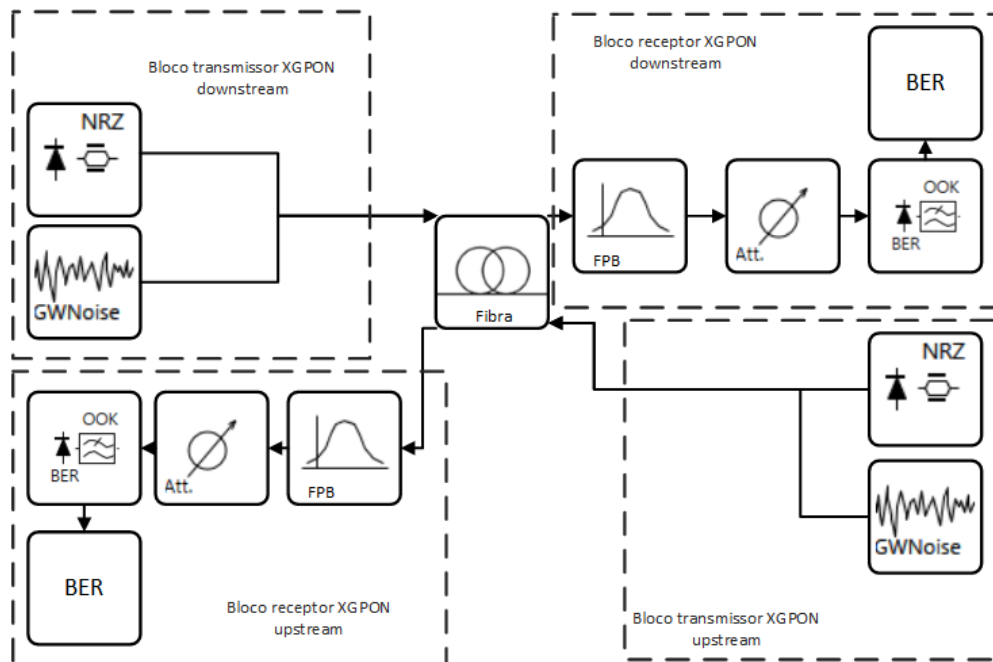 Bloco transmissor XGPON
downstream
NRZ
GWNoise
Fibra
Bloco receptor XGPON
downstream
FPB
Att.
OOK
BER
BER
Bloco receptor XGPON
upstream
FPB
Att.
OOK
BER
BER
Bloco transmissor XGPON
upstream
NRZ
GWNoise